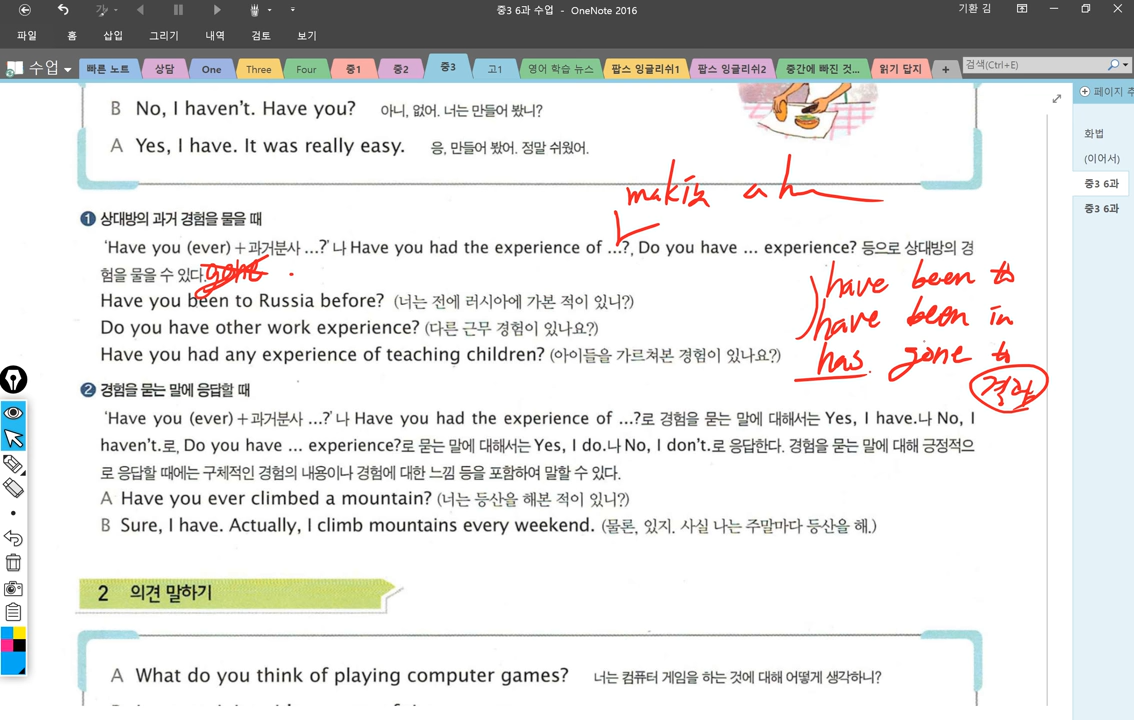 중3 6과 수업 - OneNote 2016
기환 김
파일 홈 삽입 그리기 내역 검토 보기
수업 빠른 노트 상담 One Three Four 중1 중2 중3 고1 영어 학습 뉴스 팝스 잉글리쉬1 팝스 잉글리쉬2 중간에 빠진 것... 읽기 답지 + 검색(Ctrl+E)
페이지 추
화법
(이어서)
중3 6과
중3 6과
B No, I haven't. Have you? 아니, 없어. 너는 만들어 봤니?
A Yes, I have. It was really easy. 응, 만들어 봤어. 정말 쉬웠어.
a h
❶ 상대방의 과거 경험을 물을 때
'Have you (ever)+과거분사 ...?'나 Have you had the experience of ...?, Do you have ... experience? 등으로 상대방의 경
험을 물을 수 있다. gone
Have you been to Russia before? (너는 전에 러시아에 가본 적이 있니?)
Do you have other work experience? (다른 근무 경험이 있나요?)
Have you had any experience of teaching children? (아이들을 가르쳐본 경험이 있나요?)
have been to
have been in
has gone to
결과
❷ 경험을 묻는 말에 응답할 때
'Have you (ever)+과거분사 ...?'나 Have you had the experience of ...?로 경험을 묻는 말에 대해서는 Yes, I have.나 No, I
haven't.로, Do you have ... experience?로 묻는 말에 대해서는 Yes, I do.나 No, I don't.로 응답한다. 경험을 묻는 말에 대해 긍정적으
로 응답할 때에는 구체적인 경험의 내용이나 경험에 대한 느낌 등을 포함하여 말할 수 있다.
A Have you ever climbed a mountain? (너는 등산을 해본 적이 있니?)
B Sure, I have. Actually, I climb mountains every weekend. (물론, 있지. 사실 나는 주말마다 등산을 해.)
2 의견 말하기
A What do you think of playing computer games? 너는 컴퓨터 게임을 하는 것에 대해 어떻게 생각하니?